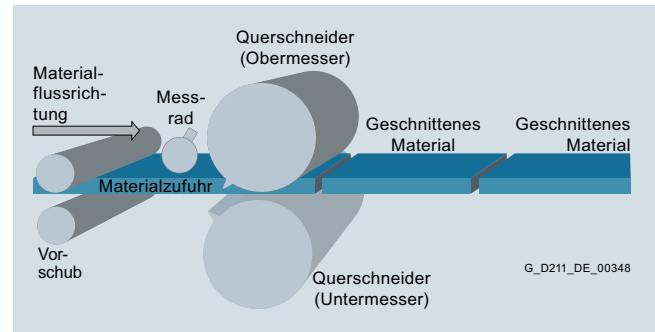 Querschneider
(Obermesser)
Material-
flussrich-
tung
Mess-
rad
Geschnittenes
Material
Geschnittenes
Material
Materialzufuhr
Vor-
schub
Querschneider
(Untermesser)
G_D211_DE_00348